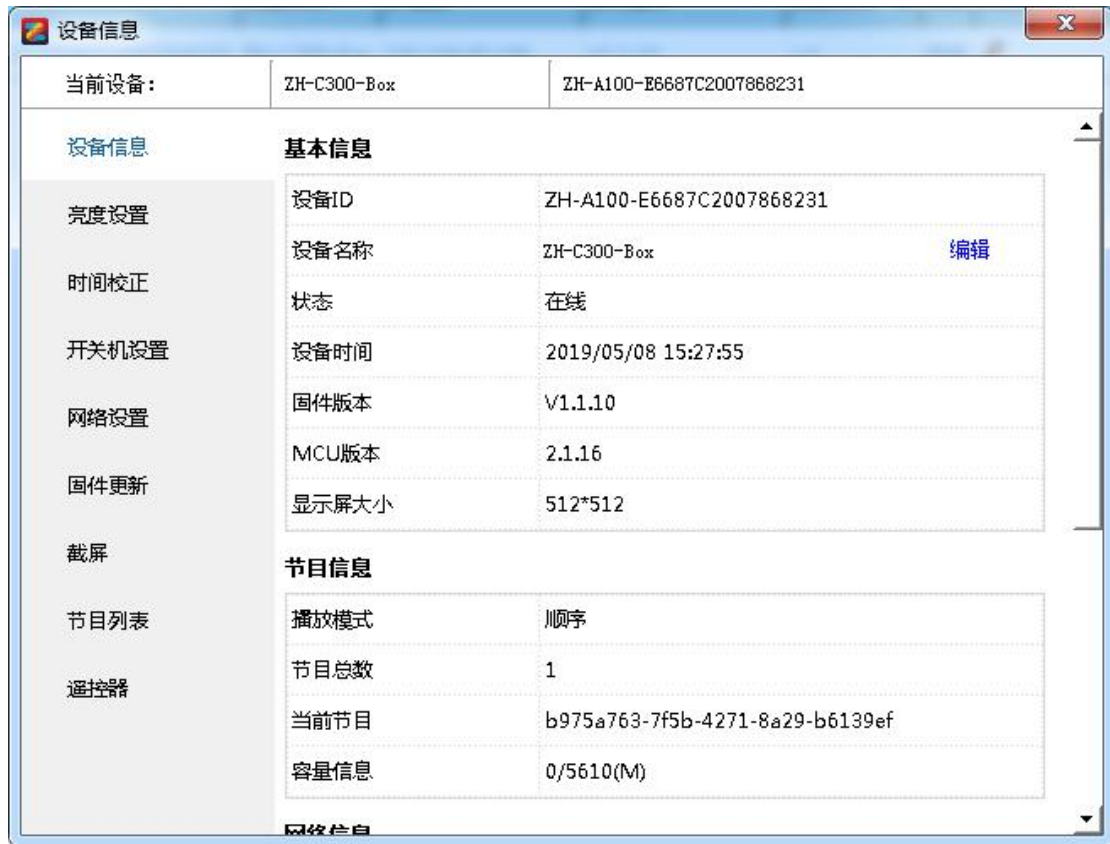 设备信息
当前设备: ZH-C300-Box ZH-A100-E6687C2007868231
设备信息
亮度设置
时间校正
开关机设置
网络设置
固件更新
截屏
节目列表
遥控器
基本信息
设备ID ZH-A100-E6687C2007868231
设备名称 ZH-C300-Box 编辑
状态 在线
设备时间 2019/05/08 15:27:55
固件版本 V1.1.10
MCU版本 2.1.16
显示屏大小 512*512
节目信息
播放模式 顺序
节目总数 1
当前节目 b975a763-7f5b-4271-8a29-b6139ef
容量信息 0/5610(M)
网络信息